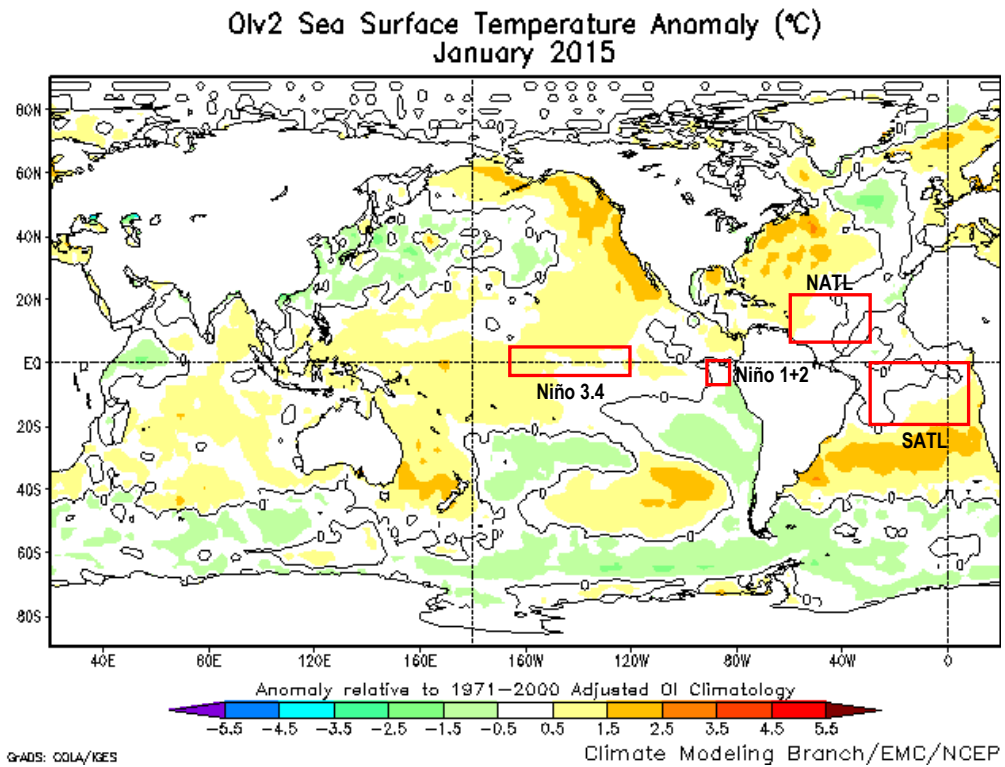 OIv2 Sea Surface Temperature Anomaly (°C)
January 2015
80N
60N
40N
20N
EQ
20S
40S
60S
80S
NATL
Niño 3.4
Niño 1+2
SATL
0
40E
80E
120E
160E
160W
120W
80W
40W
0
Anomaly relative to 1971–2000 Adjusted OI Climatology
-5.5 -4.5 -3.5 -2.5 -1.5 -0.5 0.5 1.5 2.5 3.5 4.5 5.5
GrADS: COLA/IGES
Climate Modeling Branch/EMC/NCEP